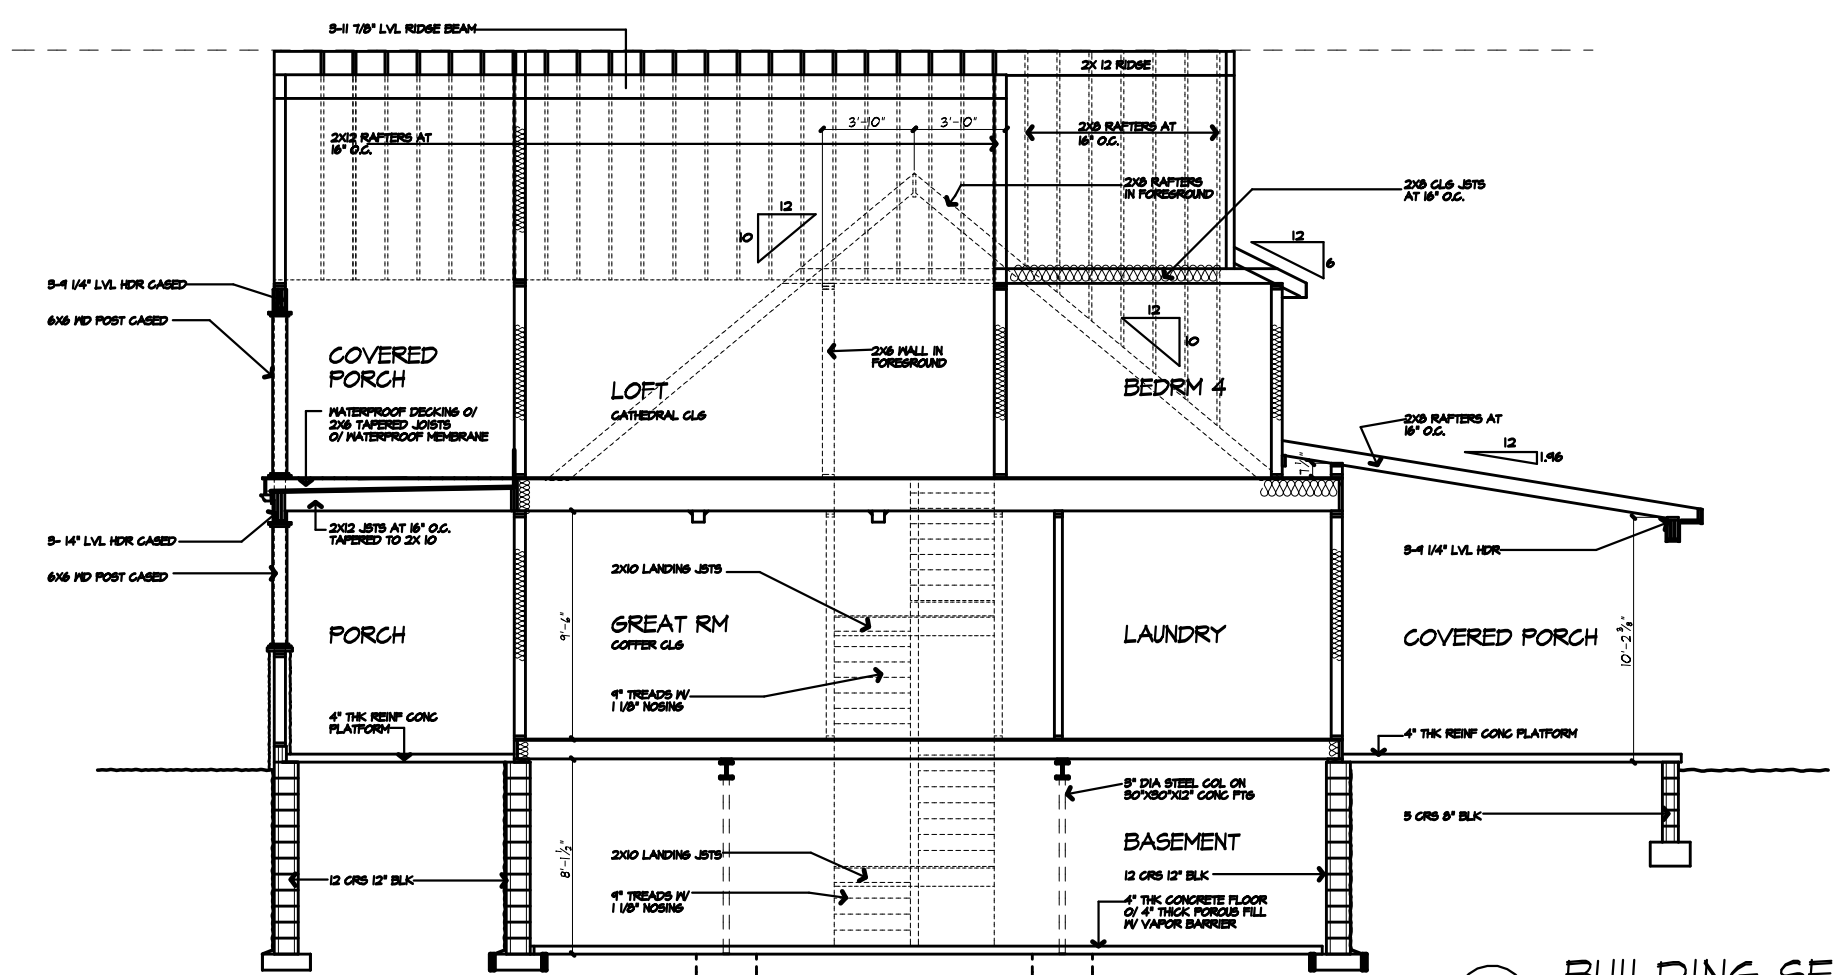 3-11 7/8" LVL RIDGE BEAM
2X 12 RIDGE
3'-10"
3'-10"
2X12 RAFTERS AT
16" O.C.
2X8 RAFTERS AT
16" O.C.
2X8 RAFTERS
IN FOREGROUND
2X8 CLG JSTS
AT 16" O.C.
12
10
12
6
3-9 1/4" LVL HDR CASED
6X6 WD POST CASED
12
10
COVERED
PORCH
2X6 WALL IN
FOREGROUND
LOFT
CATHEDRAL CLG
BEDRM 4
WATERPROOF DECKING O/
2X6 TAPERED JOISTS
O/ WATERPROOF MEMBRANE
2X8 RAFTERS AT
16" O.C.
12
1.96
2X12 JSTS AT 16" O.C.
TAPERED TO 2X 10
3- 14" LVL HDR CASED
6X6 WD POST CASED
3-9 1/4" LVL HDR
2X10 LANDING JSTS
9'-6"
PORCH
GREAT RM
COFFER CLG
LAUNDRY
COVERED PORCH
10'-2 3/8"
9" TREADS W/
1 1/8" NOSING
4" THK REINF CONC
PLATFORM
4" THK REINF CONC PLATFORM
3" DIA STEEL COL ON
30"X30"X12" CONC FTG
5 CRS 8" BLK
BASEMENT
8'-1 1/2"
2X10 LANDING JSTS
12 CRS 12" BLK
12 CRS 12" BLK
9" TREADS W/
1 1/8" NOSING
4" THK CONCRETE FLOOR
O/ 4" THICK POROUS FILL
W/ VAPOR BARRIER
BUILDING SE